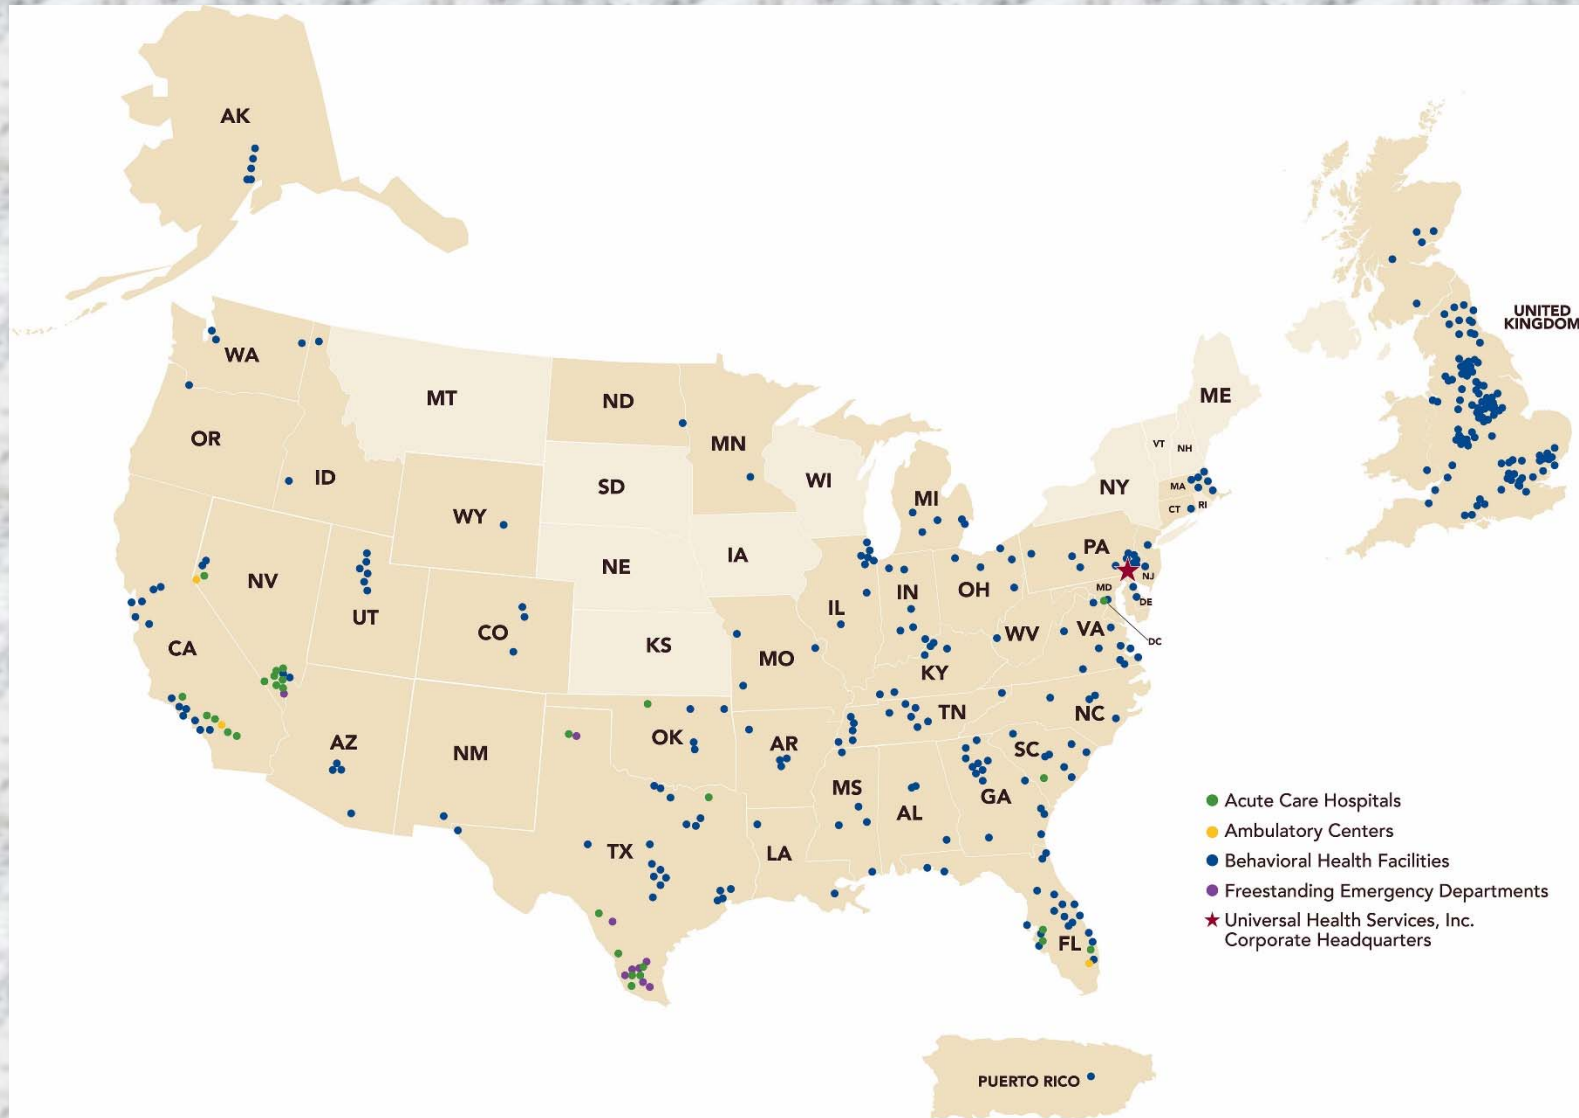 AK
UNITED
KINGDOM
WA
MT
ND
MN
ME
VT
NH
OR
ID
SD
WI
MI
NY
MA
CT
RI
WY
NE
IA
PA
NJ
NV
UT
CO
KS
MO
IL
IN
OH
MD
DE
WV
VA
DC
CA
KY
AZ
NM
OK
AR
TN
NC
SC
MS
AL
GA
TX
LA
FL
Acute Care Hospitals
Ambulatory Centers
Behavioral Health Facilities
Freestanding Emergency Departments
Universal Health Services, Inc.
Corporate Headquarters
PUERTO RICO